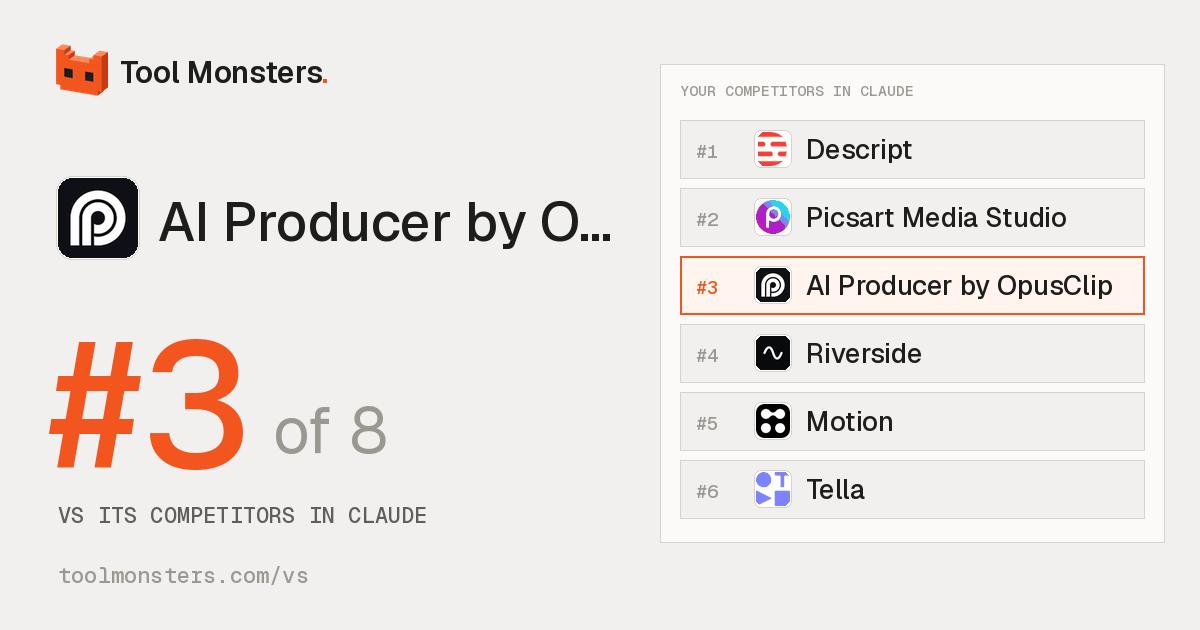 Tool Monsters.
AI Producer by O...
#3 of 8
VS ITS COMPETITORS IN CLAUDE
toolmonsters.com/vs
YOUR COMPETITORS IN CLAUDE
#1 Descript
#2 Picsart Media Studio
#3 AI Producer by OpusClip
#4 Riverside
#5 Motion
#6 Tella